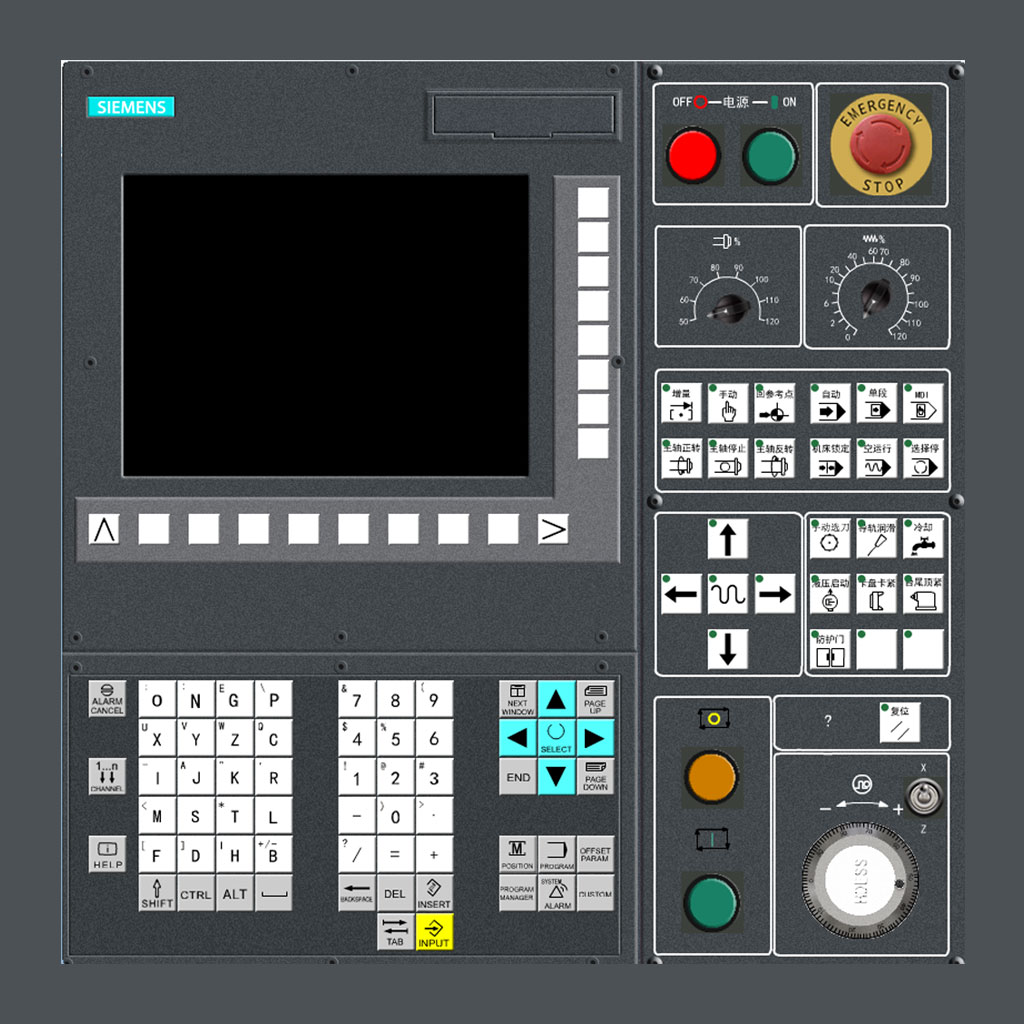 SIEMENS
OFF 电源 ON
EMERGENCY
STOP
%
50 60 70 80 90 100 110 120
%
0 2 6 10 20 40 60 70 80 90 100 110 120
增量
手动
回参考点
自动
单段
MDI
主轴正转
主轴停止
主轴反转
机床锁定
空运行
选择停
手动选刀
导轨润滑
冷却
液压启动
卡盘卡紧
台尾顶紧
防护门
Λ
>
ALARM
CANCEL
1...n
CHANNEL
HELP
: O
; N
E G
\ P
U X
V Y
W Z
Q C
I
A J
" K
' R
< M
S
* T
L
[ F
] D
! H
+/- B
SHIFT
CTRL
ALT
& 7
8
( 9
$ 4
% 5
6
! 1
@ 2
# 3
-
) 0
> .
? /
=
+
BACKSPACE
DEL
INSERT
TAB
INPUT
NEXT
WINDOW
PAGE
UP
SELECT
END
PAGE
DOWN
M
POSITION
PROGRAM
OFFSET
PARAM
PROGRAM
MANAGER
SYSTEM
ALARM
CUSTOM
?
复位
X
− +
Z